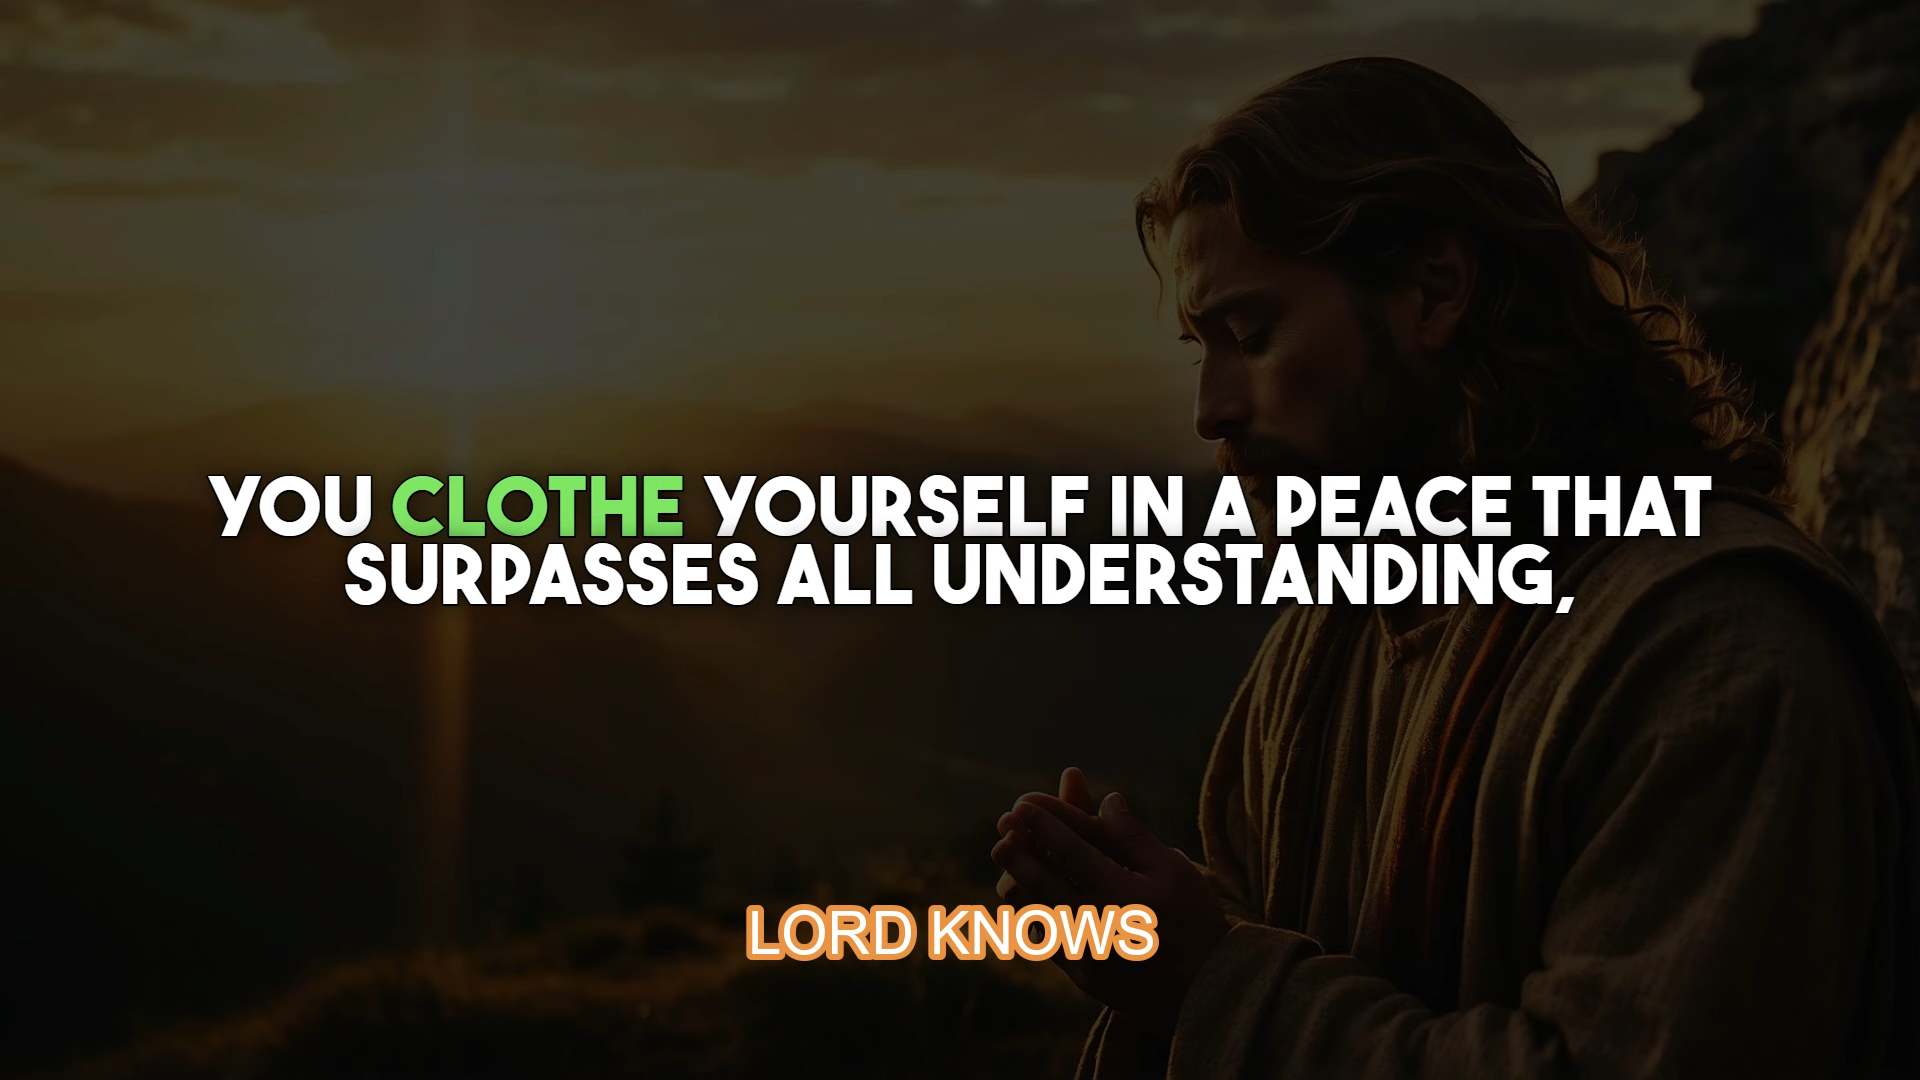 YOU CLOTHE YOURSELF IN A PEACE THAT
SURPASSES ALL UNDERSTANDING,
LORD KNOWS